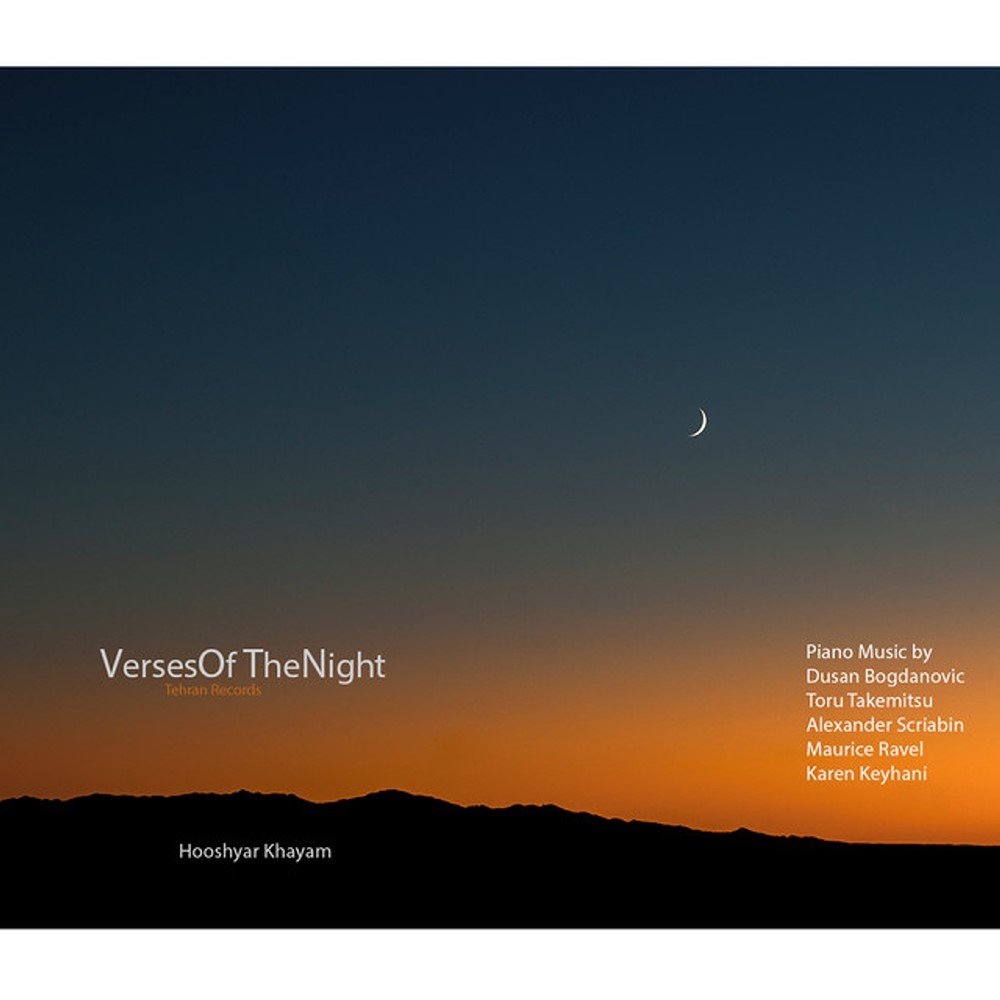 VersesOf TheNight
Tehran Records
Hooshyar Khayam
Piano Music by
Dusan Bogdanovic
Toru Takemitsu
Alexander Scriabin
Maurice Ravel
Karen Keyhani